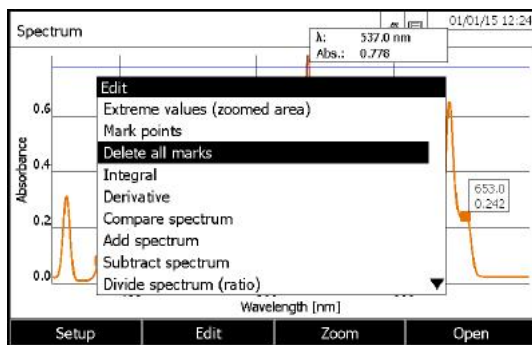 Spectrum
01/01/15 12:24
λ: 537.0 nm
Abs.: 0.778
Edit
Extreme values (zoomed area)
Mark points
Delete all marks
Integral
Derivative
Compare spectrum
Add spectrum
Subtract spectrum
Divide spectrum (ratio)
0.6
0.4
0.2
0.0
Absorbance
653.0
0.242
Wavelength [nm]
Setup Edit Zoom Open